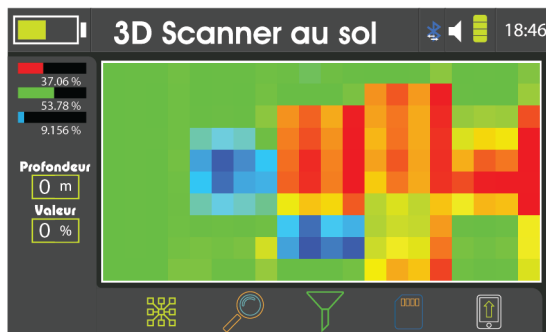 3D Scanner au sol
18:46
37.06 %
53.78 %
9.156 %
Profondeur
0 m
Valeur
0 %